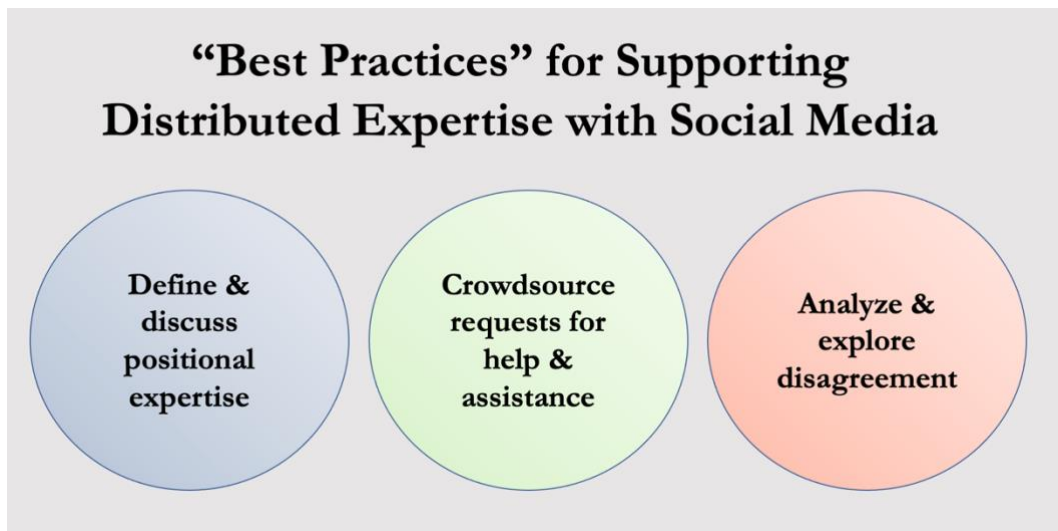 “Best Practices” for Supporting
Distributed Expertise with Social Media
Define &
discuss
positional
expertise
Crowdsource
requests for
help &
assistance
Analyze &
explore
disagreement